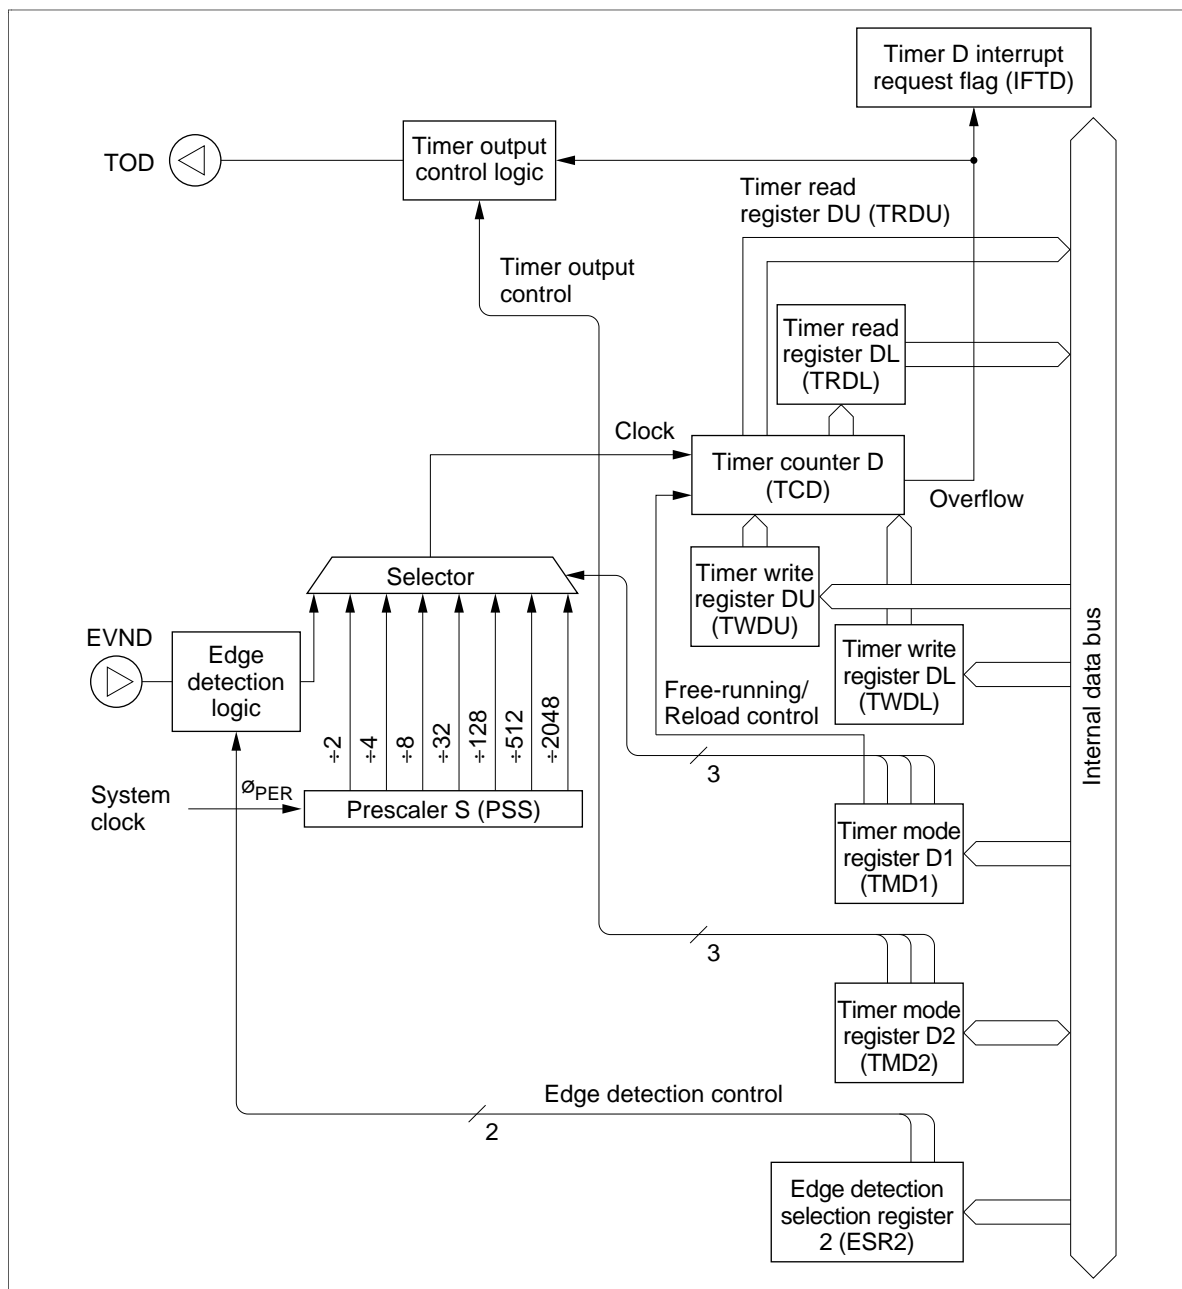 Timer D interrupt
request flag (IFTD)
Timer output
control logic
TOD
Timer read
register DU (TRDU)
Timer output
control
Timer read
register DL
(TRDL)
Clock
Timer counter D
(TCD)
Overflow
Selector
Timer write
register DU
(TWDU)
EVND
Edge
detection
logic
Timer write
register DL
(TWDL)
Free-running/
Reload control
÷2
÷4
÷8
÷32
÷128
÷512
÷2048
3
Internal data bus
System
clock
øPER
Prescaler S (PSS)
Timer mode
register D1
(TMD1)
3
Timer mode
register D2
(TMD2)
Edge detection control
2
Edge detection
selection register
2 (ESR2)